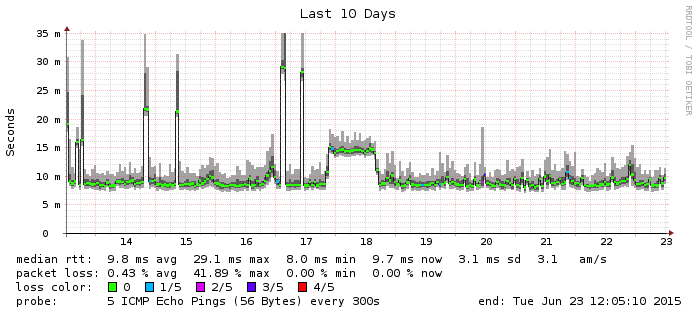 Last 10 Days
RRDTOOL / TOBI OETIKER
Seconds
35 m
30 m
25 m
20 m
15 m
10 m
5 m
0
14 15 16 17 18 19 20 21 22 23
median rtt: 9.8 ms avg 29.1 ms max 8.0 ms min 9.7 ms now 3.1 ms sd 3.1 am/s
packet loss: 0.43 % avg 41.89 % max 0.00 % min 0.00 % now
loss color: 0 1/5 2/5 3/5 4/5
probe: 5 ICMP Echo Pings (56 Bytes) every 300s end: Tue Jun 23 12:05:10 2015